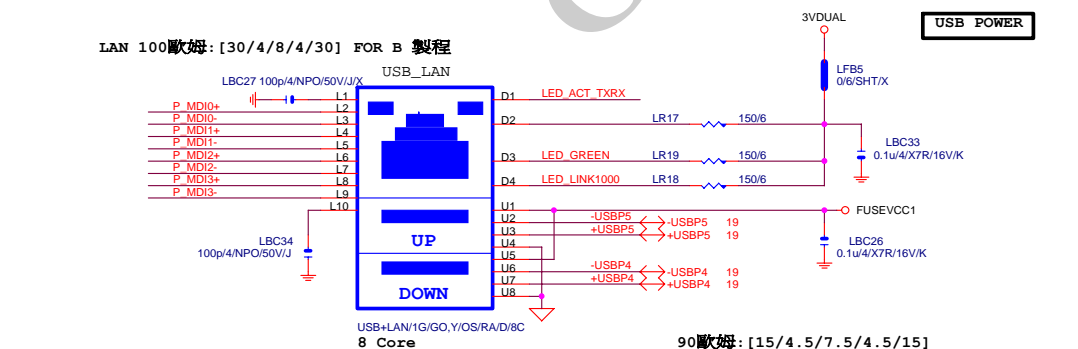 3VDUAL
USB POWER
LAN 100歐姆:[30/4/8/4/30] FOR B 製程
USB_LAN
LFB5
0/6/SHT/X
LBC27 100p/4/NPO/50V/J/X
L1
D1
LED_ACT_TXRX
P_MDI0+
L2
P_MDI0-
L3
D2
LR17
150/6
P_MDI1+
L4
P_MDI1-
L5
LBC33
0.1u/4/X7R/16V/K
P_MDI2+
L6
D3
LED_GREEN
LR19
150/6
P_MDI2-
L7
P_MDI3+
L8
D4
LED_LINK1000
LR18
150/6
P_MDI3-
L9
L10
U1
FUSEVCC1
U2
-USBP5
-USBP5 19
U3
+USBP5
+USBP5 19
UP
U4
LBC34
100p/4/NPO/50V/J
U5
LBC26
0.1u/4/X7R/16V/K
U6
-USBP4
-USBP4 19
U7
+USBP4
+USBP4 19
DOWN
U8
USB+LAN/1G/GO,Y/OS/RA/D/8C
8 Core
90歐姆:[15/4.5/7.5/4.5/15]